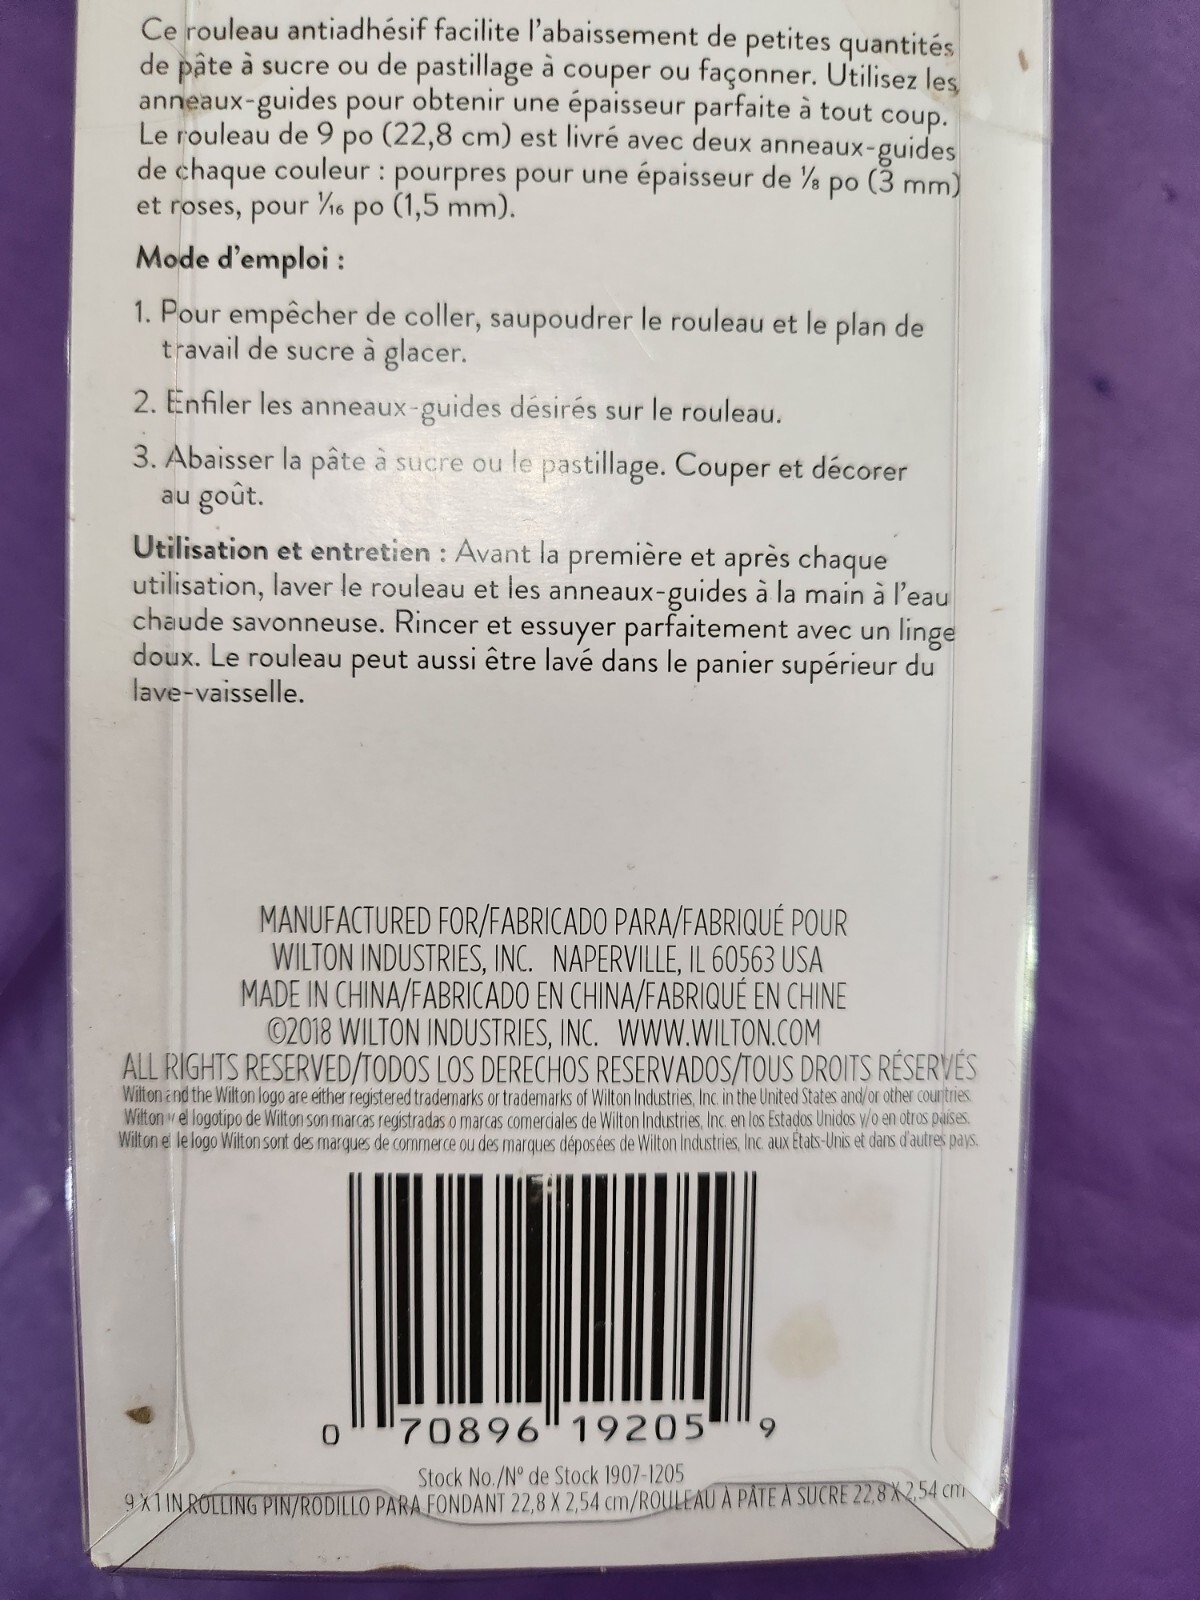 Ce rouleau antiadhésif facilite l'abaissement de petites quantités
de pâte à sucre ou de pastillage à couper ou façonner. Utilisez les
anneaux-guides pour obtenir une épaisseur parfaite à tout coup.
Le rouleau de 9 po (22,8 cm) est livré avec deux anneaux-guides
de chaque couleur : pourpres pour une épaisseur de ⅛ po (3 mm)
et roses, pour 1⁄16 po (1,5 mm).
Mode d'emploi :
1. Pour empêcher de coller, saupoudrer le rouleau et le plan de
travail de sucre à glacer.
2. Enfiler les anneaux-guides désirés sur le rouleau.
3. Abaisser la pâte à sucre ou le pastillage. Couper et décorer
au goût.
Utilisation et entretien : Avant la première et après chaque
utilisation, laver le rouleau et les anneaux-guides à la main à l'eau
chaude savonneuse. Rincer et essuyer parfaitement avec un linge
doux. Le rouleau peut aussi être lavé dans le panier supérieur du
lave-vaisselle.
MANUFACTURED FOR/FABRICADO PARA/FABRIQUÉ POUR
WILTON INDUSTRIES, INC. NAPERVILLE, IL 60563 USA
MADE IN CHINA/FABRICADO EN CHINA/FABRIQUÉ EN CHINE
©2018 WILTON INDUSTRIES, INC. WWW.WILTON.COM
ALL RIGHTS RESERVED/TODOS LOS DERECHOS RESERVADOS/TOUS DROITS RÉSERVÉS
Wilton and the Wilton logo are either registered trademarks or trademarks of Wilton Industries, Inc. in the United States and/or other countries.
Wilton y el logotipo de Wilton son marcas registradas o marcas comerciales de Wilton Industries, Inc. en los Estados Unidos y/o en otros países.
Wilton et le logo Wilton sont des marques de commerce ou des marques déposées de Wilton Industries, Inc. aux États-Unis et dans d'autres pays.
0 70896 19205 9
Stock No./Nº de Stock 1907-1205
9 X 1 IN ROLLING PIN/RODILLO PARA FONDANT 22,8 X 2,54 cm/ROULEAU À PÂTE À SUCRE 22,8 X 2,54 cm